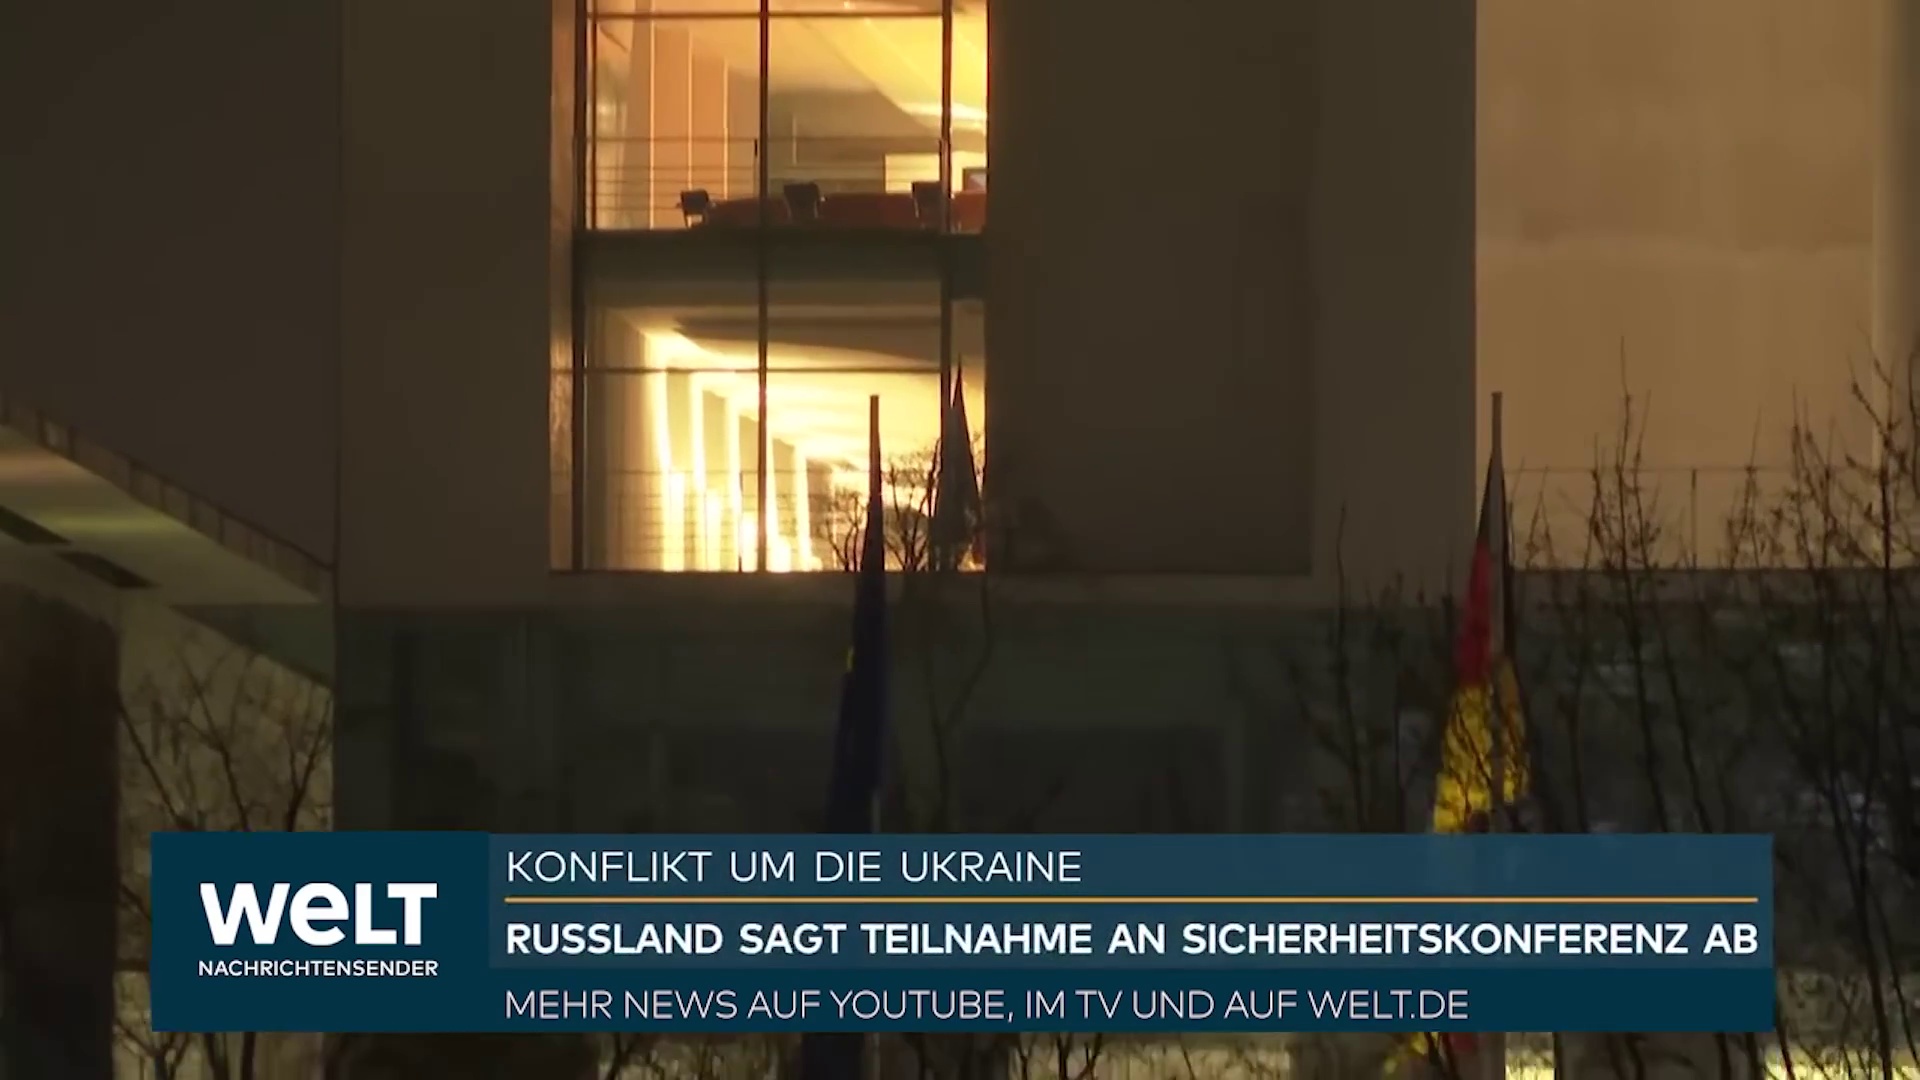 KONFLIKT UM DIE UKRAINE
welt
NACHRICHTENSENDER
RUSSLAND SAGT TEILNAHME AN SICHERHEITSKONFERENZ AB
MEHR NEWS AUF YOUTUBE, IM TV UND AUF WELT.DE